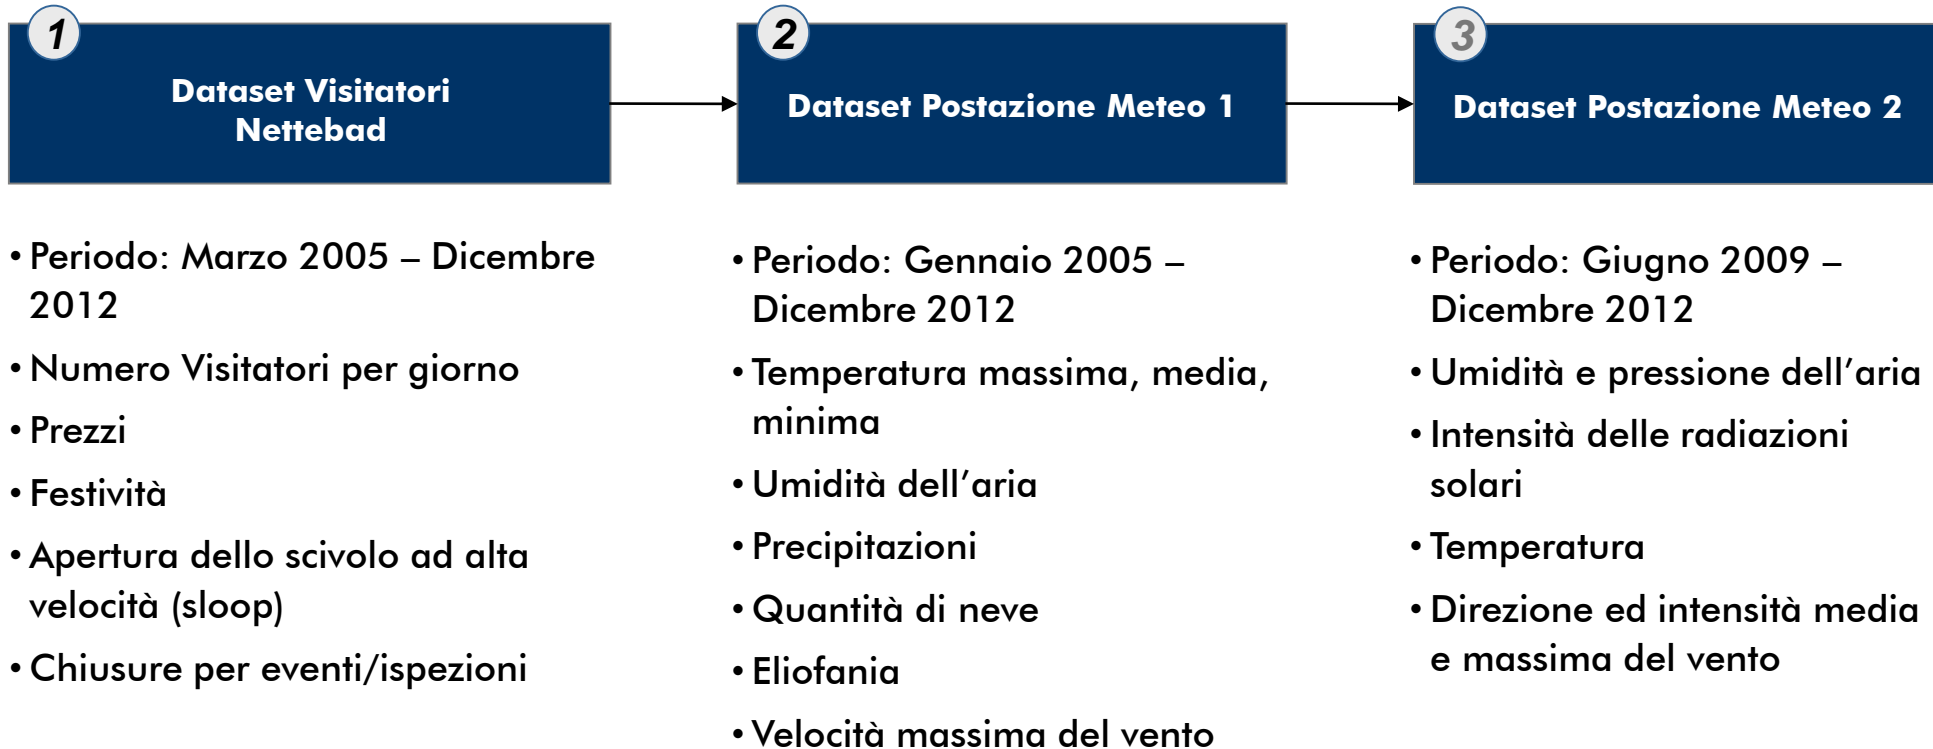 1
Dataset Visitatori
Nettebad
• Periodo: Marzo 2005 – Dicembre
2012
• Numero Visitatori per giorno
• Prezzi
• Festività
• Apertura dello scivolo ad alta
velocità (sloop)
• Chiusure per eventi/ispezioni
2
Dataset Postazione Meteo 1
• Periodo: Gennaio 2005 –
Dicembre 2012
• Temperatura massima, media,
minima
• Umidità dell'aria
• Precipitazioni
• Quantità di neve
• Eliofania
• Velocità massima del vento
3
Dataset Postazione Meteo 2
• Periodo: Giugno 2009 –
Dicembre 2012
• Umidità e pressione dell'aria
• Intensità delle radiazioni
solari
• Temperatura
• Direzione ed intensità media
e massima del vento